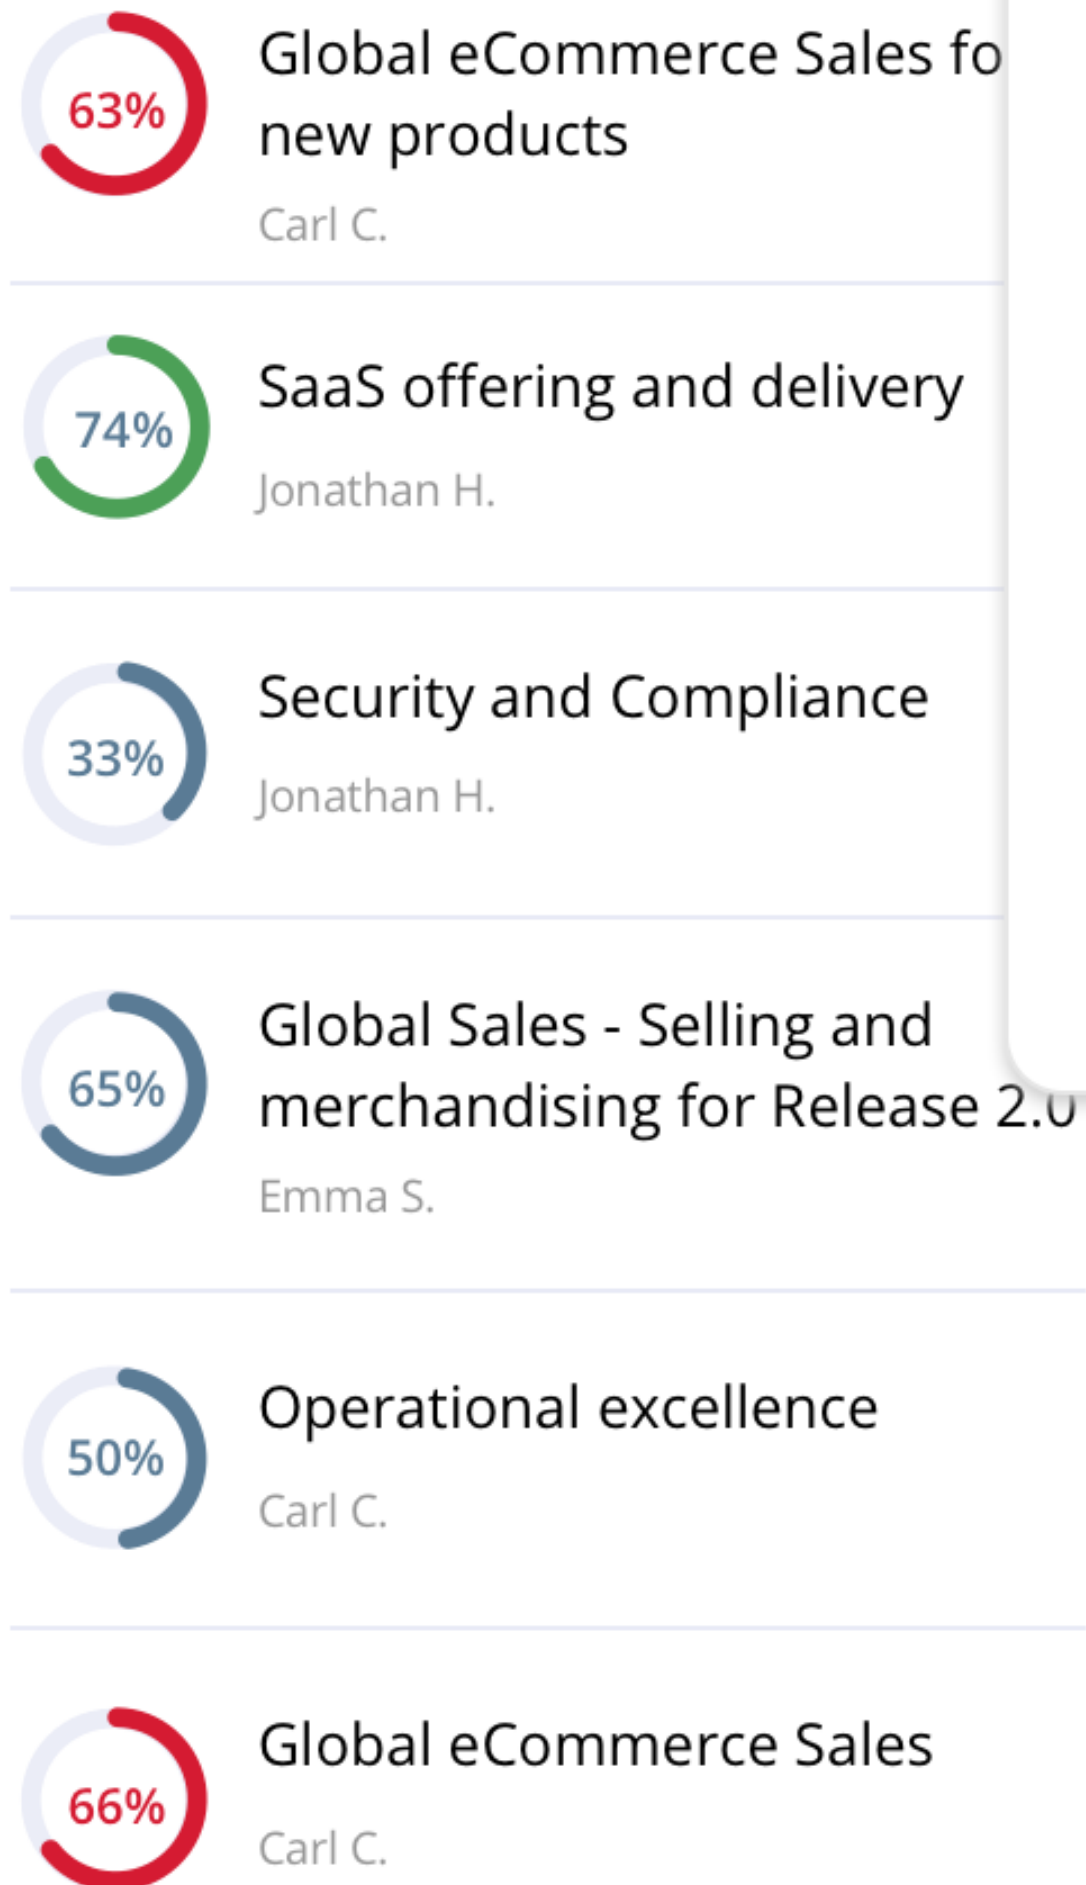 63%
Global eCommerce Sales fo
new products
Carl C.
74%
SaaS offering and delivery
Jonathan H.
33%
Security and Compliance
Jonathan H.
65%
Global Sales - Selling and
merchandising for Release 2.0
Emma S.
50%
Operational excellence
Carl C.
66%
Global eCommerce Sales
Carl C.